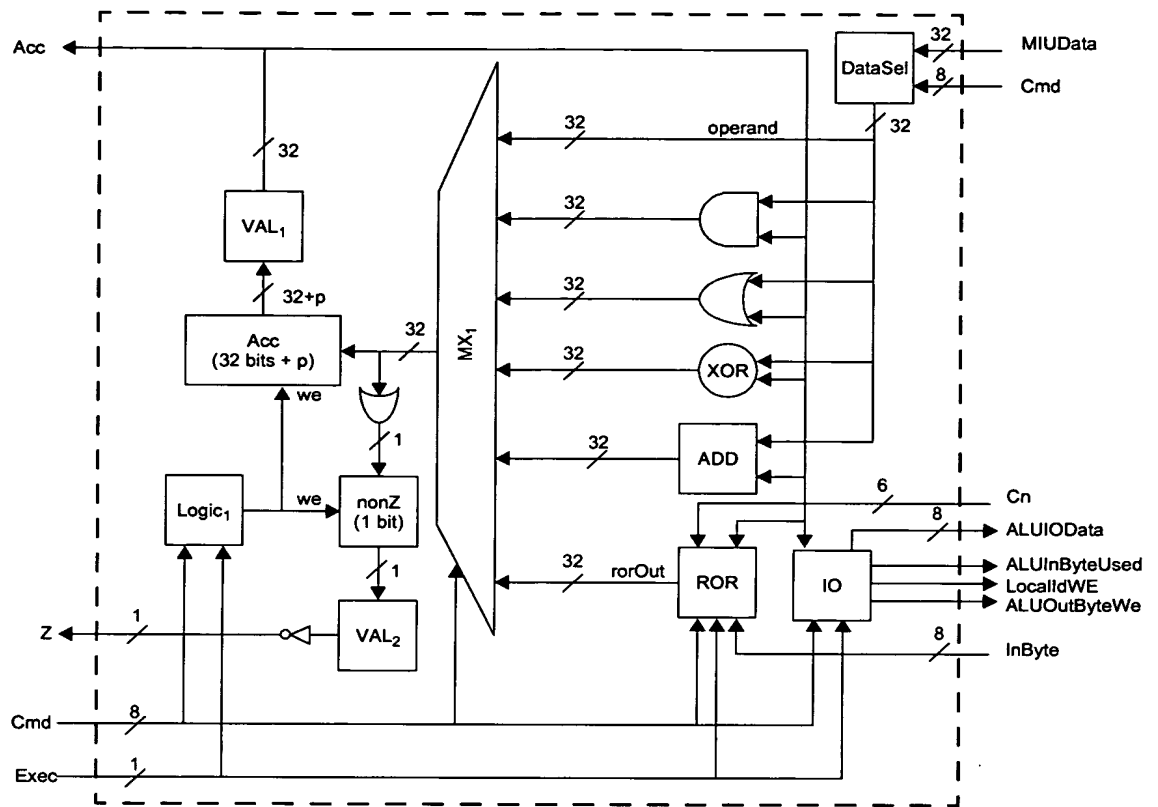 Acc
32
MIUData
DataSel
8
Cmd
32
32
operand
32
VAL1
32
32+p
32
Acc
(32 bits + p)
32
MX1
we
32
XOR
1
32
ADD
Logic1
we
nonZ
(1 bit)
6
Cn
8
ALUIOData
1
32
rorOut
ROR
IO
ALUInByteUsed
LocalIdWE
ALUOutByteWe
Z
1
VAL2
8
InByte
Cmd
8
Exec
1